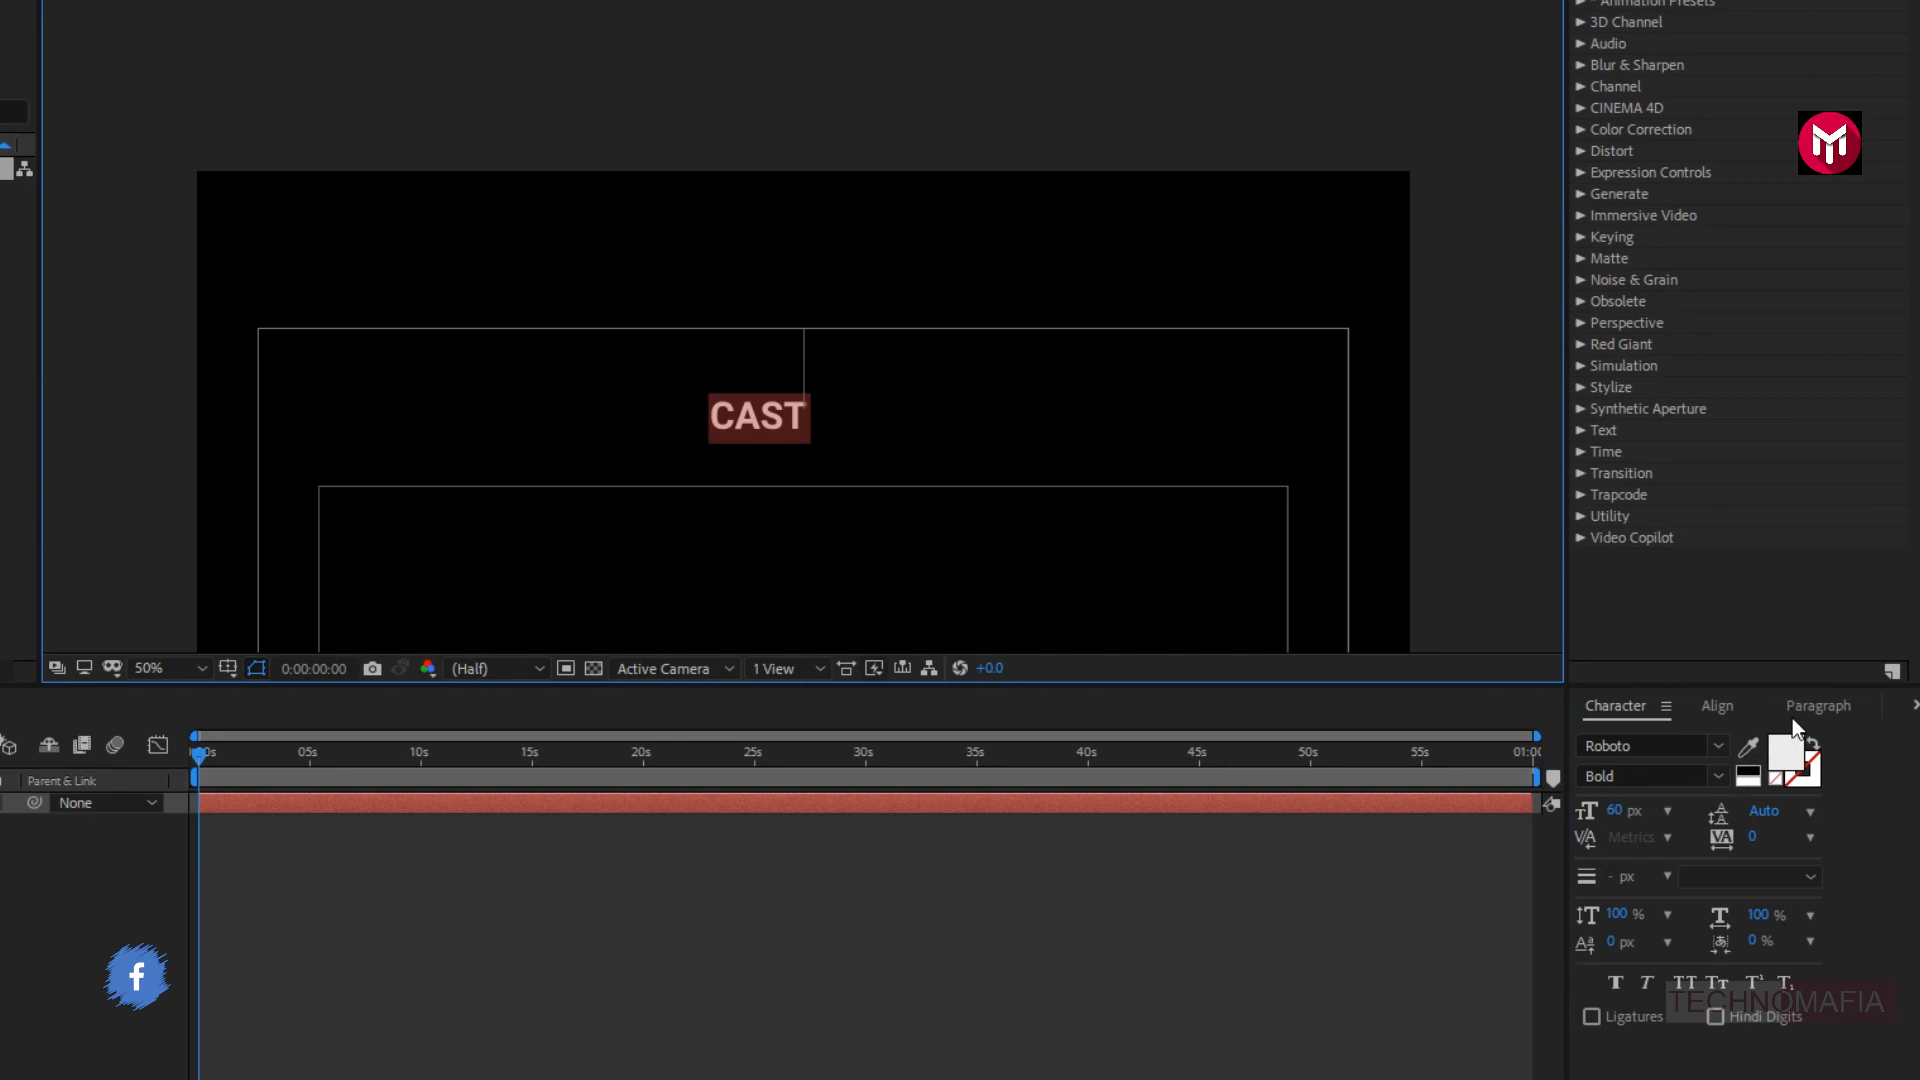 Animation Presets
3D Channel
Audio
Blur & Sharpen
Channel
CINEMA 4D
Color Correction
Distort
Expression Controls
Generate
Immersive Video
Keying
Matte
Noise & Grain
Obsolete
Perspective
Red Giant
Simulation
Stylize
Synthetic Aperture
Text
Time
Transition
Trapcode
Utility
Video Copilot
CAST
50%
0:00:00:00
(Half)
Active Camera
1 View
+0.0
Character
Align
Paragraph
Roboto
Bold
60 px
Auto
Metrics
0
- px
100 %
100 %
0 px
0 %
T T TT Tт T¹ T₁
TECHNOMAFIA
Ligatures
Hindi Digits
05s 10s 15s 20s 25s 30s 35s 40s 45s 50s 55s
Parent & Link
None
f